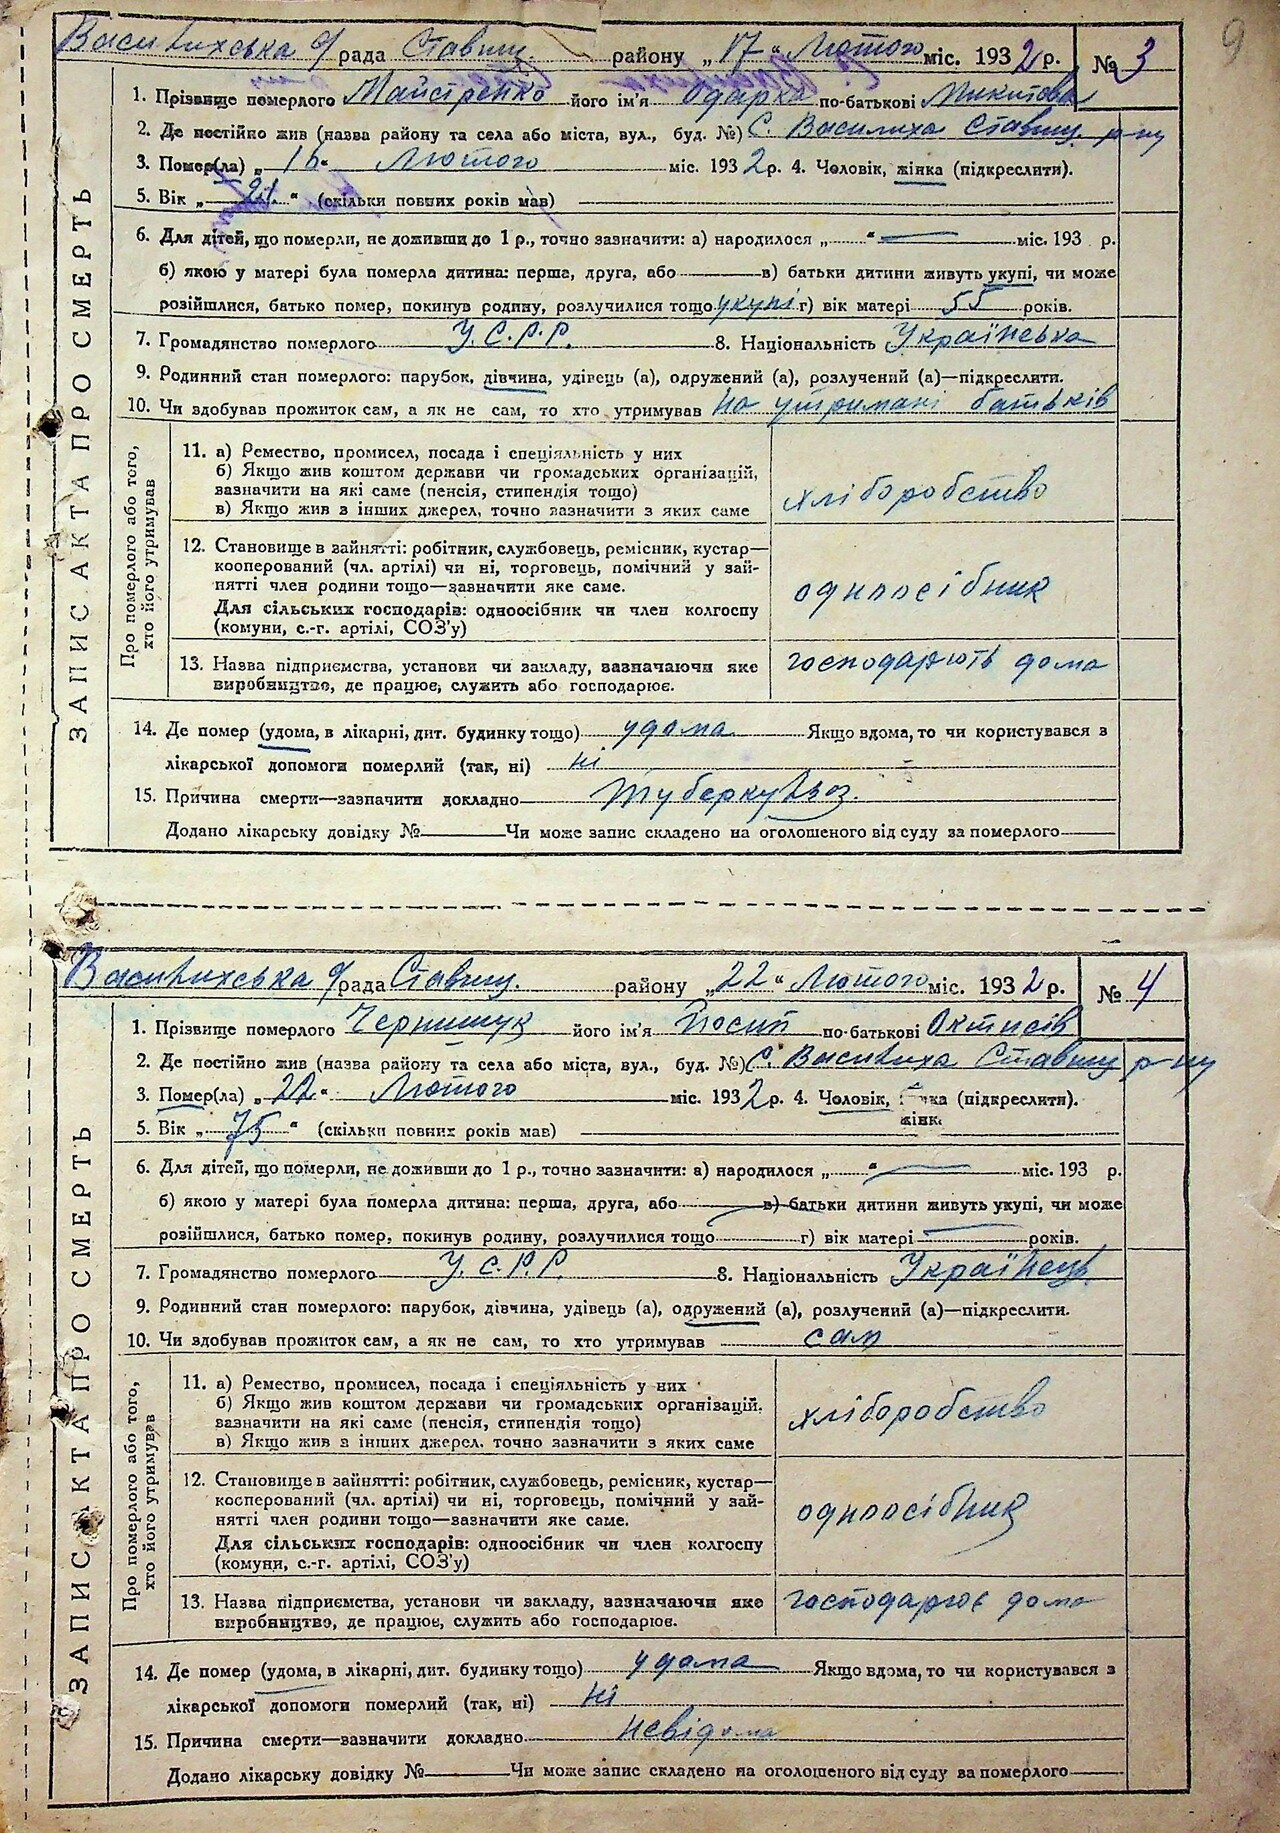 9
Василихська с/рада Ставищ. району „17“ Лютого міс. 1932 р. № 3
1. Прізвище померлого Майстренко його ім'я Одарка по-батькові Микитова
2. Де постійно жив (назва району та села або міста, вул., буд. №) С. Василиха Ставищ. р-ну
3. Помер(ла) „16“ Лютого міс. 1932 р. 4. Чоловік, жінка (підкреслити).
5. Вік „21“ (скільки повних років мав)
6. Для дітей, що померли, не доживши до 1 р., точно зазначити: а) народилося „ “ міс. 193 р.
б) якою у матері була померла дитина: перша, друга, або в) батьки дитини живуть укупі, чи може
розійшлися, батько помер, покинув родину, розлучилися тощо укупі г) вік матері 55 років.
7. Громадянство померлого У.С.Р.Р. 8. Національність Українська
9. Родинний стан померлого: парубок, дівчина, удівець (а), одружений (а), розлучений (а)—підкреслити.
10. Чи здобував прожиток сам, а як не сам, то хто утримував на утримані батьків
ЗАПИС АКТА ПРО СМЕРТЬ
Про померлого або того,
хто його утримував
11. а) Ремество, промисел, посада і спеціяльність у них
б) Якщо жив коштом держави чи громадських організацій,
зазначити на які саме (пенсія, стипендія тощо)
в) Якщо жив з інших джерел, точно зазначити з яких саме
хліборобство
12. Становище в зайнятті: робітник, службовець, ремісник, кустар—
кооперований (чл. артілі) чи ні, торговець, помічний у зай-
нятті член родини тощо—зазначити яке саме.
Для сільських господарів: одноосібник чи член колгоспу
(комуни, с.-г. артілі, СОЗ'у)
одноосібник
13. Назва підприємства, установи чи закладу, зазначаючи яке
виробництво, де працює, служить або господарює.
господарюють дома
14. Де помер (удома, в лікарні, дит. будинку тощо) удома Якщо вдома, то чи користувався з
лікарської допомоги померлий (так, ні) ні
15. Причина смерти—зазначити докладно туберкульоз.
Додано лікарську довідку № Чи може запис складено на оголошеного від суду за померлого
Василихська с/рада Ставищ. району „22“ Лютого міс. 1932 р. № 4
1. Прізвище померлого Чернишук його ім'я Йосип по-батькові
2. Де постійно жив (назва району та села або міста, вул., буд. №) С. Василиха Ставищ р-ну
3. Помер(ла) „22“ Лютого міс. 1932 р. 4. Чоловік, жінка (підкреслити).
5. Вік „75“ (скільки повних років мав)
6. Для дітей, що померли, не доживши до 1 р., точно зазначити: а) народилося „ “ міс. 193 р.
б) якою у матері була померла дитина: перша, друга, або в) батьки дитини живуть укупі, чи може
розійшлися, батько помер, покинув родину, розлучилися тощо г) вік матері років.
7. Громадянство померлого У.С.Р.Р. 8. Національність Українець
9. Родинний стан померлого: парубок, дівчина, удівець (а), одружений (а), розлучений (а)—підкреслити.
10. Чи здобував прожиток сам, а як не сам, то хто утримував сам
ЗАПИС АКТА ПРО СМЕРТЬ
Про померлого або того,
хто його утримував
11. а) Ремество, промисел, посада і спеціяльність у них
б) Якщо жив коштом держави чи громадських організацій,
зазначити на які саме (пенсія, стипендія тощо)
в) Якщо жив з інших джерел, точно зазначити з яких саме
хліборобство
12. Становище в зайнятті: робітник, службовець, ремісник, кустар—
кооперований (чл. артілі) чи ні, торговець, помічний у зай-
нятті член родини тощо—зазначити яке саме.
Для сільських господарів: одноосібник чи член колгоспу
(комуни, с.-г. артілі, СОЗ'у)
одноосібник
13. Назва підприємства, установи чи закладу, зазначаючи яке
виробництво, де працює, служить або господарює.
господарює дома
14. Де помер (удома, в лікарні, дит. будинку тощо) удома Якщо вдома, то чи користувався з
лікарської допомоги померлий (так, ні) ні
15. Причина смерти—зазначити докладно невідома
Додано лікарську довідку № Чи може запис складено на оголошеного від суду за померлого